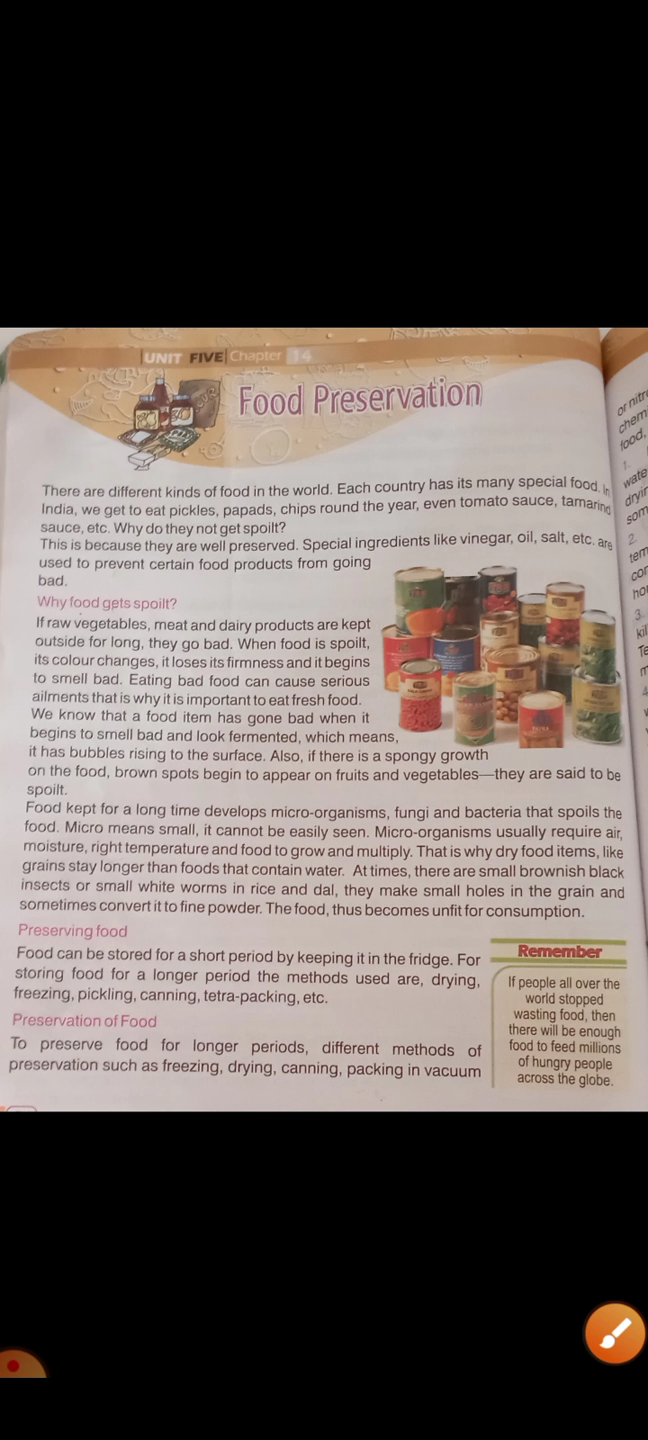 UNIT FIVE Chapter 14
Food Preservation
There are different kinds of food in the world. Each country has its many special food. In
India, we get to eat pickles, papads, chips round the year, even tomato sauce, tamarind
sauce, etc. Why do they not get spoilt?
This is because they are well preserved. Special ingredients like vinegar, oil, salt, etc. are
used to prevent certain food products from going
bad.
Why food gets spoilt?
If raw vegetables, meat and dairy products are kept
outside for long, they go bad. When food is spoilt,
its colour changes, it loses its firmness and it begins
to smell bad. Eating bad food can cause serious
ailments that is why it is important to eat fresh food.
We know that a food item has gone bad when it
begins to smell bad and look fermented, which means,
it has bubbles rising to the surface. Also, if there is a spongy growth
on the food, brown spots begin to appear on fruits and vegetables—they are said to be
spoilt.
Food kept for a long time develops micro-organisms, fungi and bacteria that spoils the
food. Micro means small, it cannot be easily seen. Micro-organisms usually require air,
moisture, right temperature and food to grow and multiply. That is why dry food items, like
grains stay longer than foods that contain water. At times, there are small brownish black
insects or small white worms in rice and dal, they make small holes in the grain and
sometimes convert it to fine powder. The food, thus becomes unfit for consumption.
Preserving food
Food can be stored for a short period by keeping it in the fridge. For
storing food for a longer period the methods used are, drying,
freezing, pickling, canning, tetra-packing, etc.
Preservation of Food
To preserve food for longer periods, different methods of
preservation such as freezing, drying, canning, packing in vacuum
Remember
If people all over the
world stopped
wasting food, then
there will be enough
food to feed millions
of hungry people
across the globe.
or nitr
chem
food.
1.
wate
dryin
som
2.
tem
cor
ho
3.
kil
Te